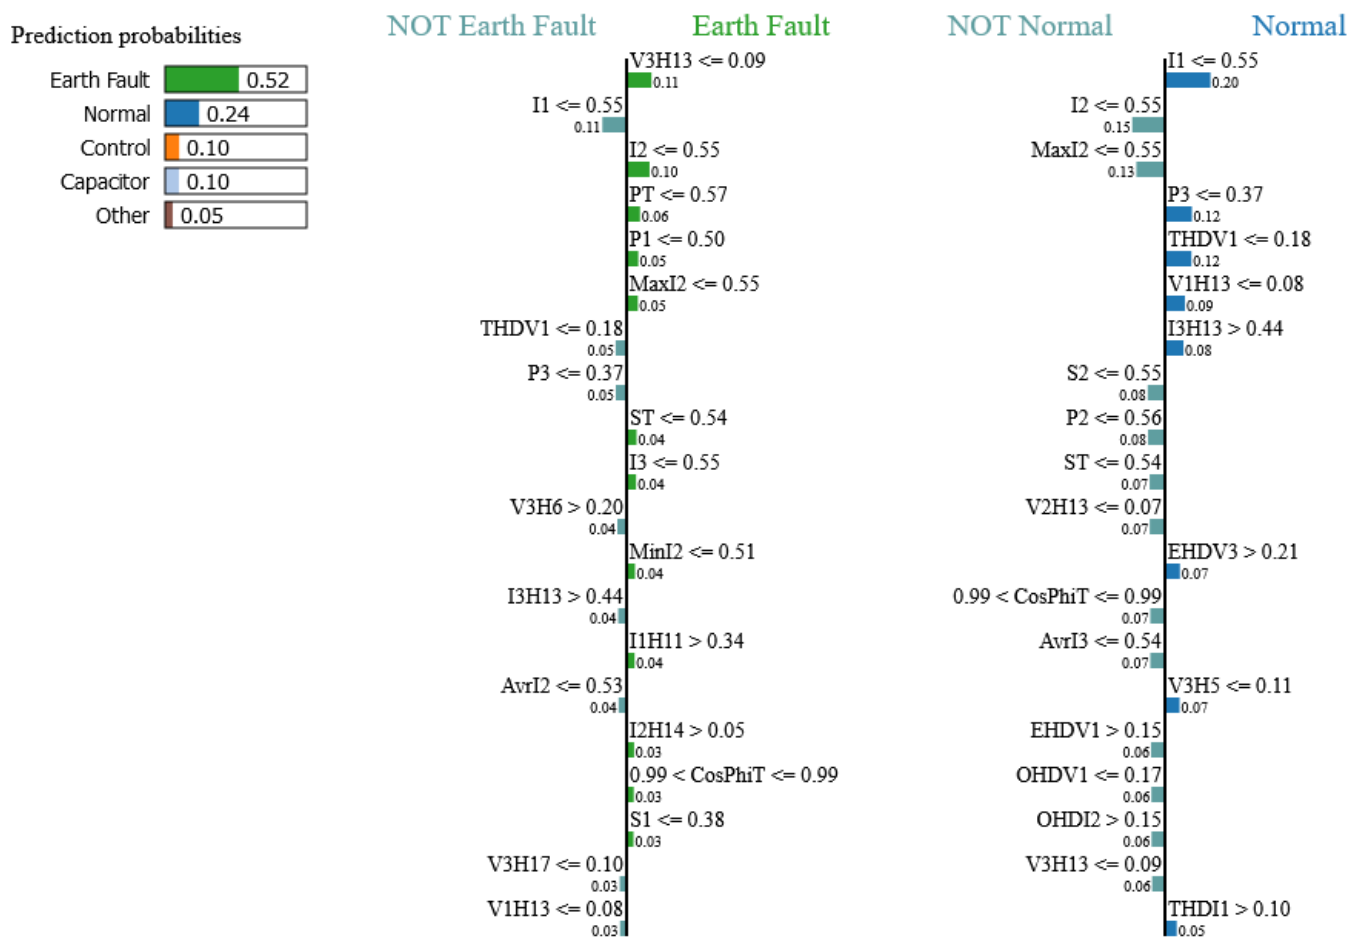 Prediction probabilities
Earth Fault 0.52
Normal 0.24
Control 0.10
Capacitor 0.10
Other 0.05
NOT Earth Fault Earth Fault
V3H13 <= 0.09
0.11
I1 <= 0.55
0.11
I2 <= 0.55
0.10
PT <= 0.57
0.06
P1 <= 0.50
0.05
MaxI2 <= 0.55
0.05
THDV1 <= 0.18
0.05
P3 <= 0.37
0.05
ST <= 0.54
0.04
I3 <= 0.55
0.04
V3H6 > 0.20
0.04
MinI2 <= 0.51
0.04
I3H13 > 0.44
0.04
I1H11 > 0.34
0.04
AvrI2 <= 0.53
0.04
I2H14 > 0.05
0.03
0.99 < CosPhiT <= 0.99
0.03
S1 <= 0.38
0.03
V3H17 <= 0.10
0.03
V1H13 <= 0.08
0.03
NOT Normal Normal
I1 <= 0.55
0.20
I2 <= 0.55
0.15
MaxI2 <= 0.55
0.13
P3 <= 0.37
0.12
THDV1 <= 0.18
0.12
V1H13 <= 0.08
0.09
I3H13 > 0.44
0.08
S2 <= 0.55
0.08
P2 <= 0.56
0.08
ST <= 0.54
0.07
V2H13 <= 0.07
0.07
EHDV3 > 0.21
0.07
0.99 < CosPhiT <= 0.99
0.07
AvrI3 <= 0.54
0.07
V3H5 <= 0.11
0.07
EHDV1 > 0.15
0.06
OHDV1 <= 0.17
0.06
OHDI2 > 0.15
0.06
V3H13 <= 0.09
0.06
THDI1 > 0.10
0.05